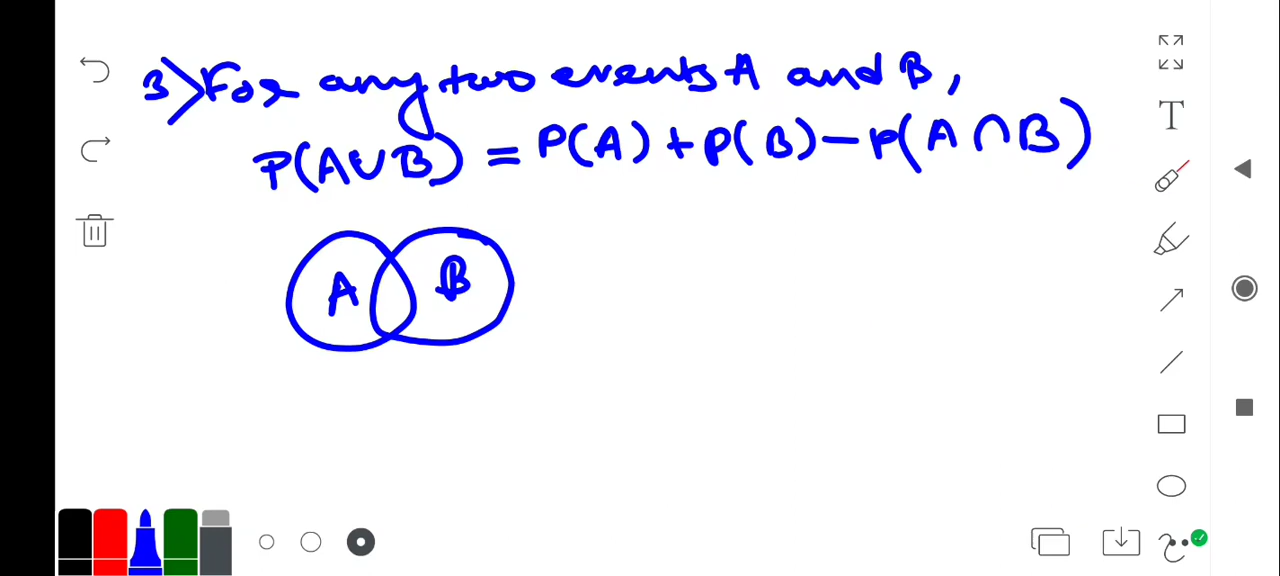 3) For any two events A and B,
P(A∪B) = P(A) + P(B) - P(A∩B)
A B
T